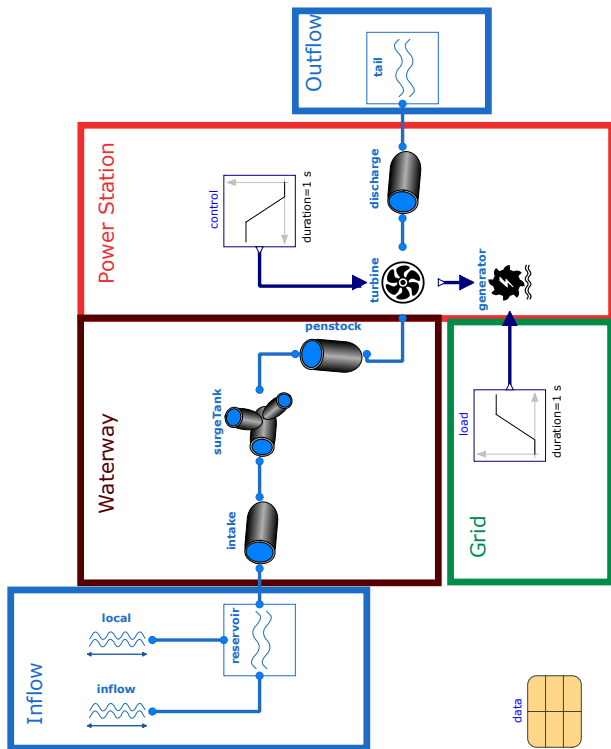 Outflow
tail
Power Station
control
duration=1 s
discharge
turbine
generator
Waterway
penstock
surgeTank
intake
Grid
load
duration=1 s
Inflow
local
inflow
reservoir
data